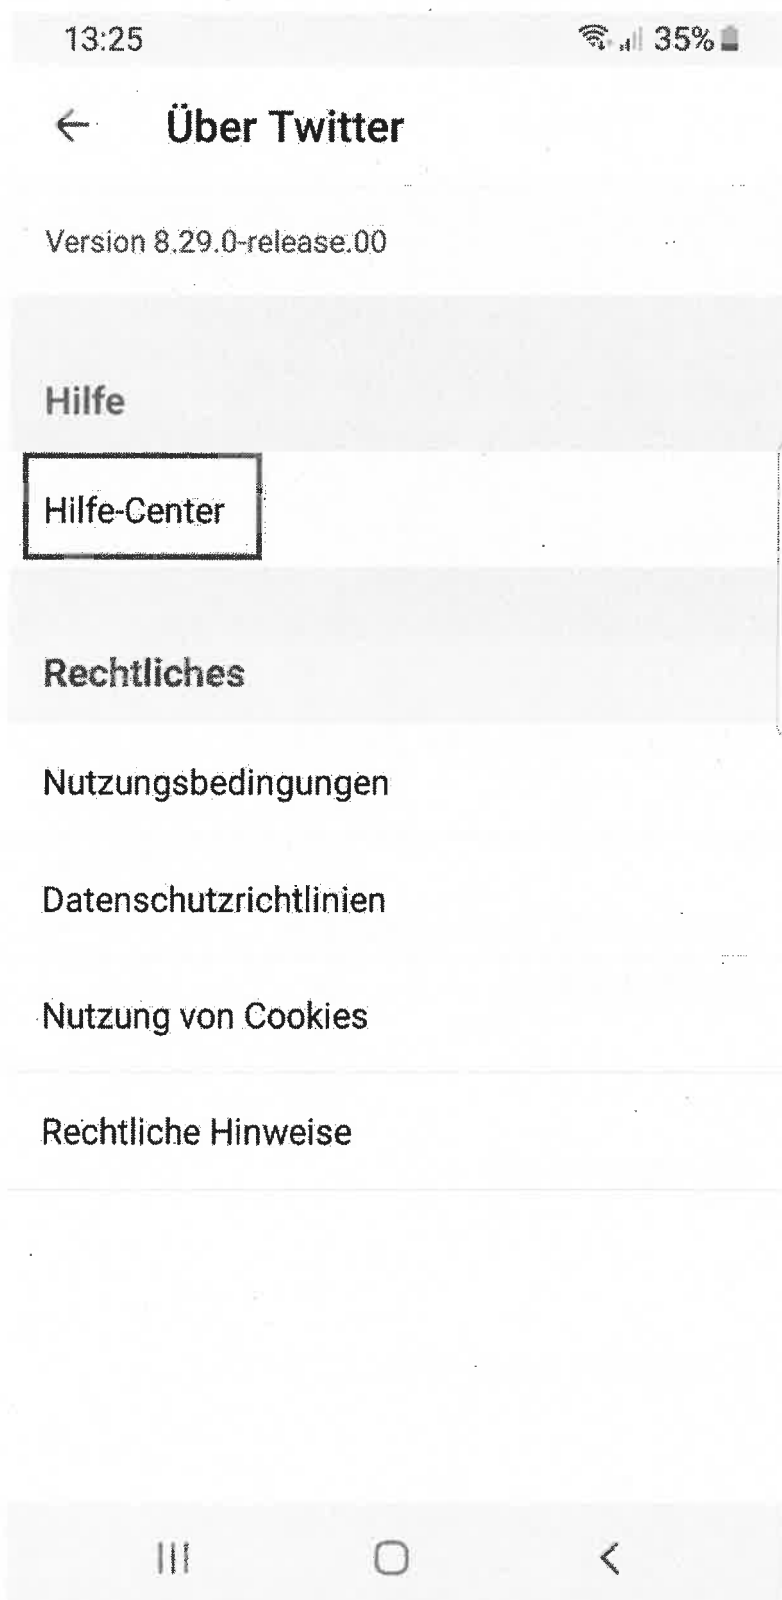 13:25 35%
Über Twitter
Version 8.29.0-release.00
Hilfe
Hilfe-Center
Rechtliches
Nutzungsbedingungen
Datenschutzrichtlinien
Nutzung von Cookies
Rechtliche Hinweise